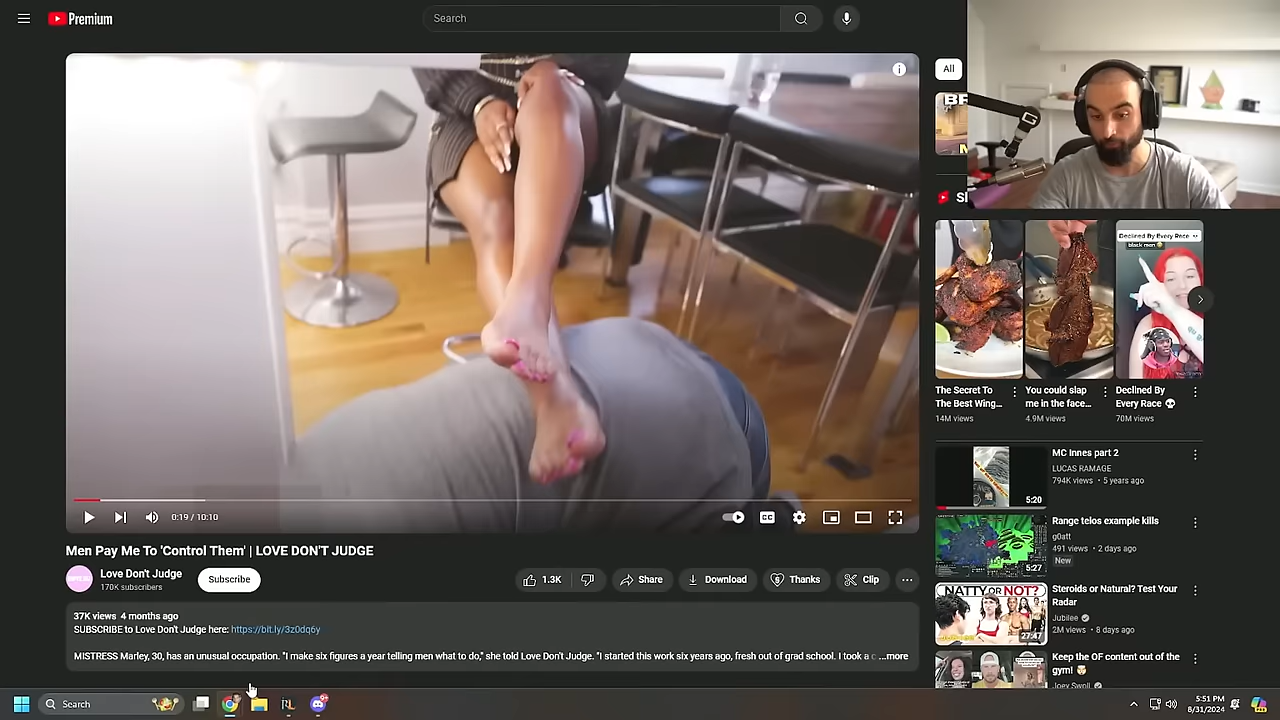 Premium
Search
All
BE
M
Sh
Declined By Every Race
black men
The Secret To
The Best Wing...
14M views
You could slap
me in the face...
4.9M views
Declined By
Every Race 💀
70M views
0:19 / 10:10
CC
Men Pay Me To 'Control Them' | LOVE DON'T JUDGE
Love Don't Judge
170K subscribers
Subscribe
1.3K
Share
Download
Thanks
Clip
37K views 4 months ago
SUBSCRIBE to Love Don't Judge here: https://bit.ly/3z0dq6y
MISTRESS Marley, 30, has an unusual occupation. "I make six figures a year telling men what to do," she told Love Don't Judge. "I started this work six years ago, fresh out of grad school. I took a c ...more
5:20
MC Innes part 2
LUCAS RAMAGE
794K views • 5 years ago
5:27
Range telos example kills
g0att
491 views • 2 days ago
New
NATTY OR NOT?
27:47
Steroids or Natural? Test Your
Radar
Jubilee
2M views • 8 days ago
Keep the OF content out of the
gym!
Joey Swoll
Search
5:51 PM
8/31/2024